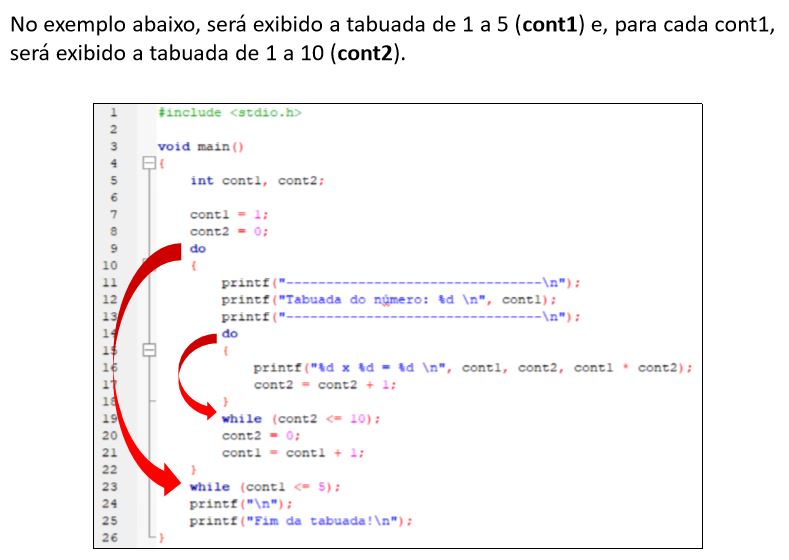 No exemplo abaixo, será exibido a tabuada de 1 a 5 (cont1) e, para cada cont1,
será exibido a tabuada de 1 a 10 (cont2).
1 #include <stdio.h>
2
3 void main()
4 {
5 int cont1, cont2;
6
7 cont1 = 1;
8 cont2 = 0;
9 do
10 {
11 printf("--------------------------------\n");
12 printf("Tabuada do número: %d \n", cont1);
13 printf("--------------------------------\n");
14 do
15 {
16 printf("%d x %d = %d \n", cont1, cont2, cont1 * cont2);
17 cont2 = cont2 + 1;
18 }
19 while (cont2 <= 10);
20 cont2 = 0;
21 cont1 = cont1 + 1;
22 }
23 while (cont1 <= 5);
24 printf("\n");
25 printf("Fim da tabuada!\n");
26 }